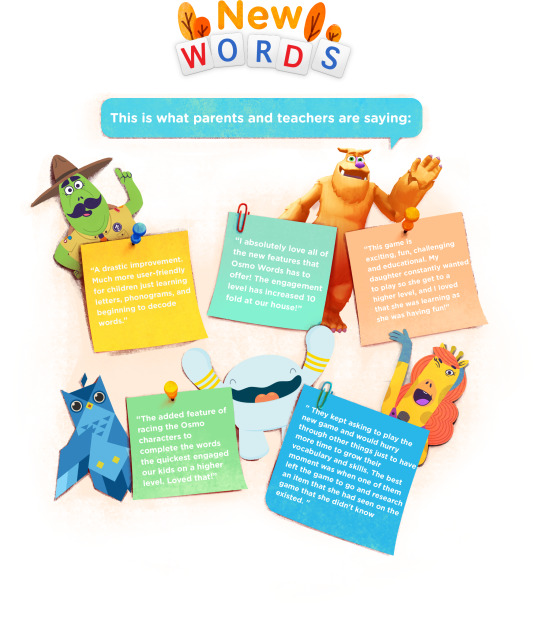 New
WORDS
This is what parents and teachers are saying:
"A drastic improvement.
Much more user-friendly
for children just learning
letters, phonograms, and
beginning to decode
words."
"I absolutely love all of
the new features that
Osmo Words has to
offer! The engagement
level has increased 10
fold at our house!"
"This game is
exciting, fun, challenging
and educational. My
daughter constantly wanted
to play so she get to a
higher level, and I loved
that she was learning as
she was having fun!"
"The added feature of
racing the Osmo
characters to
complete the words
the quickest engaged
our kids on a higher
level. Loved that!"
" They kept asking to play the
new game and would hurry
through other things just to have
more time to grow their
vocabulary and skills. The best
moment was when one of them
left the game to go and research
an item that she had seen on the
game that she didn't know
existed. "